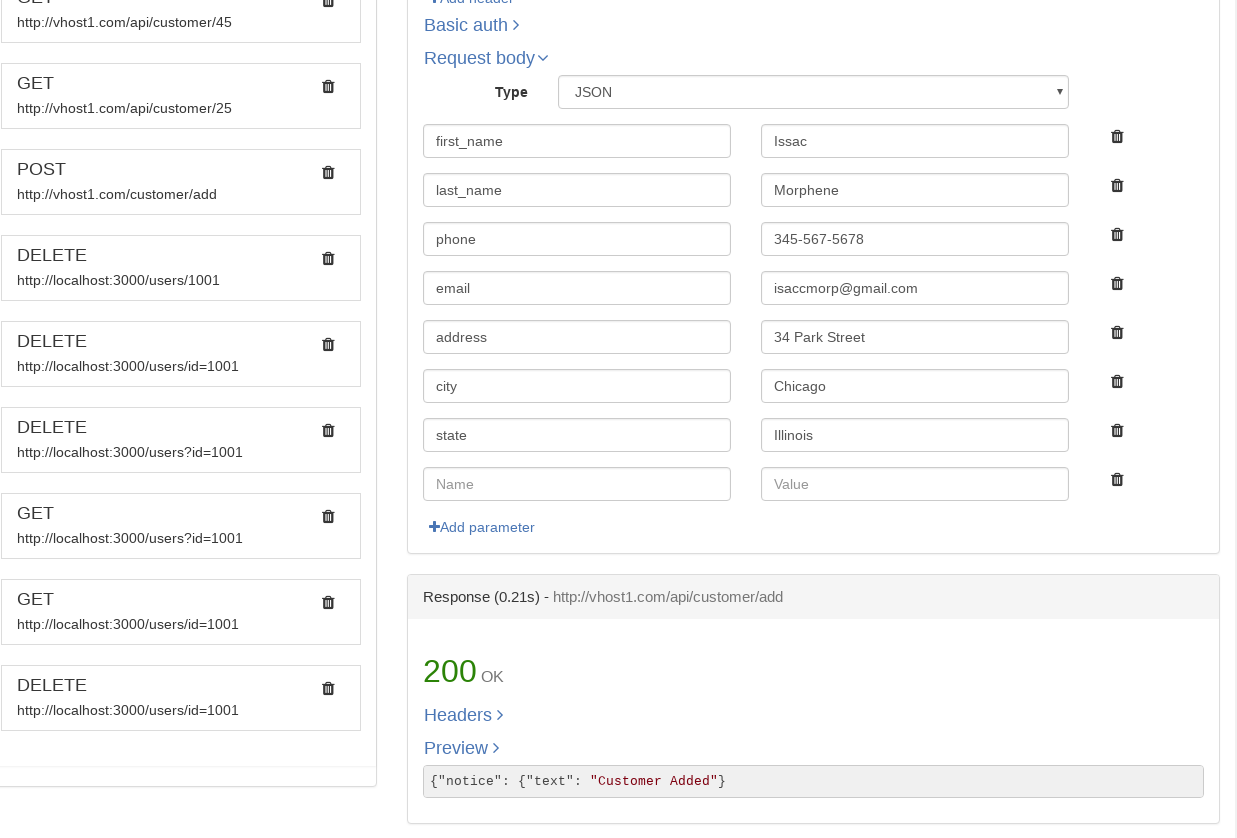 GET
http://vhost1.com/api/customer/45
GET
http://vhost1.com/api/customer/25
POST
http://vhost1.com/customer/add
DELETE
http://localhost:3000/users/1001
DELETE
http://localhost:3000/users/id=1001
DELETE
http://localhost:3000/users?id=1001
GET
http://localhost:3000/users?id=1001
GET
http://localhost:3000/users/id=1001
DELETE
http://localhost:3000/users/id=1001
Add header
Basic auth
Request body
Type JSON
first_name Issac
last_name Morphene
phone 345-567-5678
email isaccmorp@gmail.com
address 34 Park Street
city Chicago
state Illinois
Name Value
Add parameter
Response (0.21s) - http://vhost1.com/api/customer/add
200 OK
Headers
Preview
{"notice": {"text": "Customer Added"}